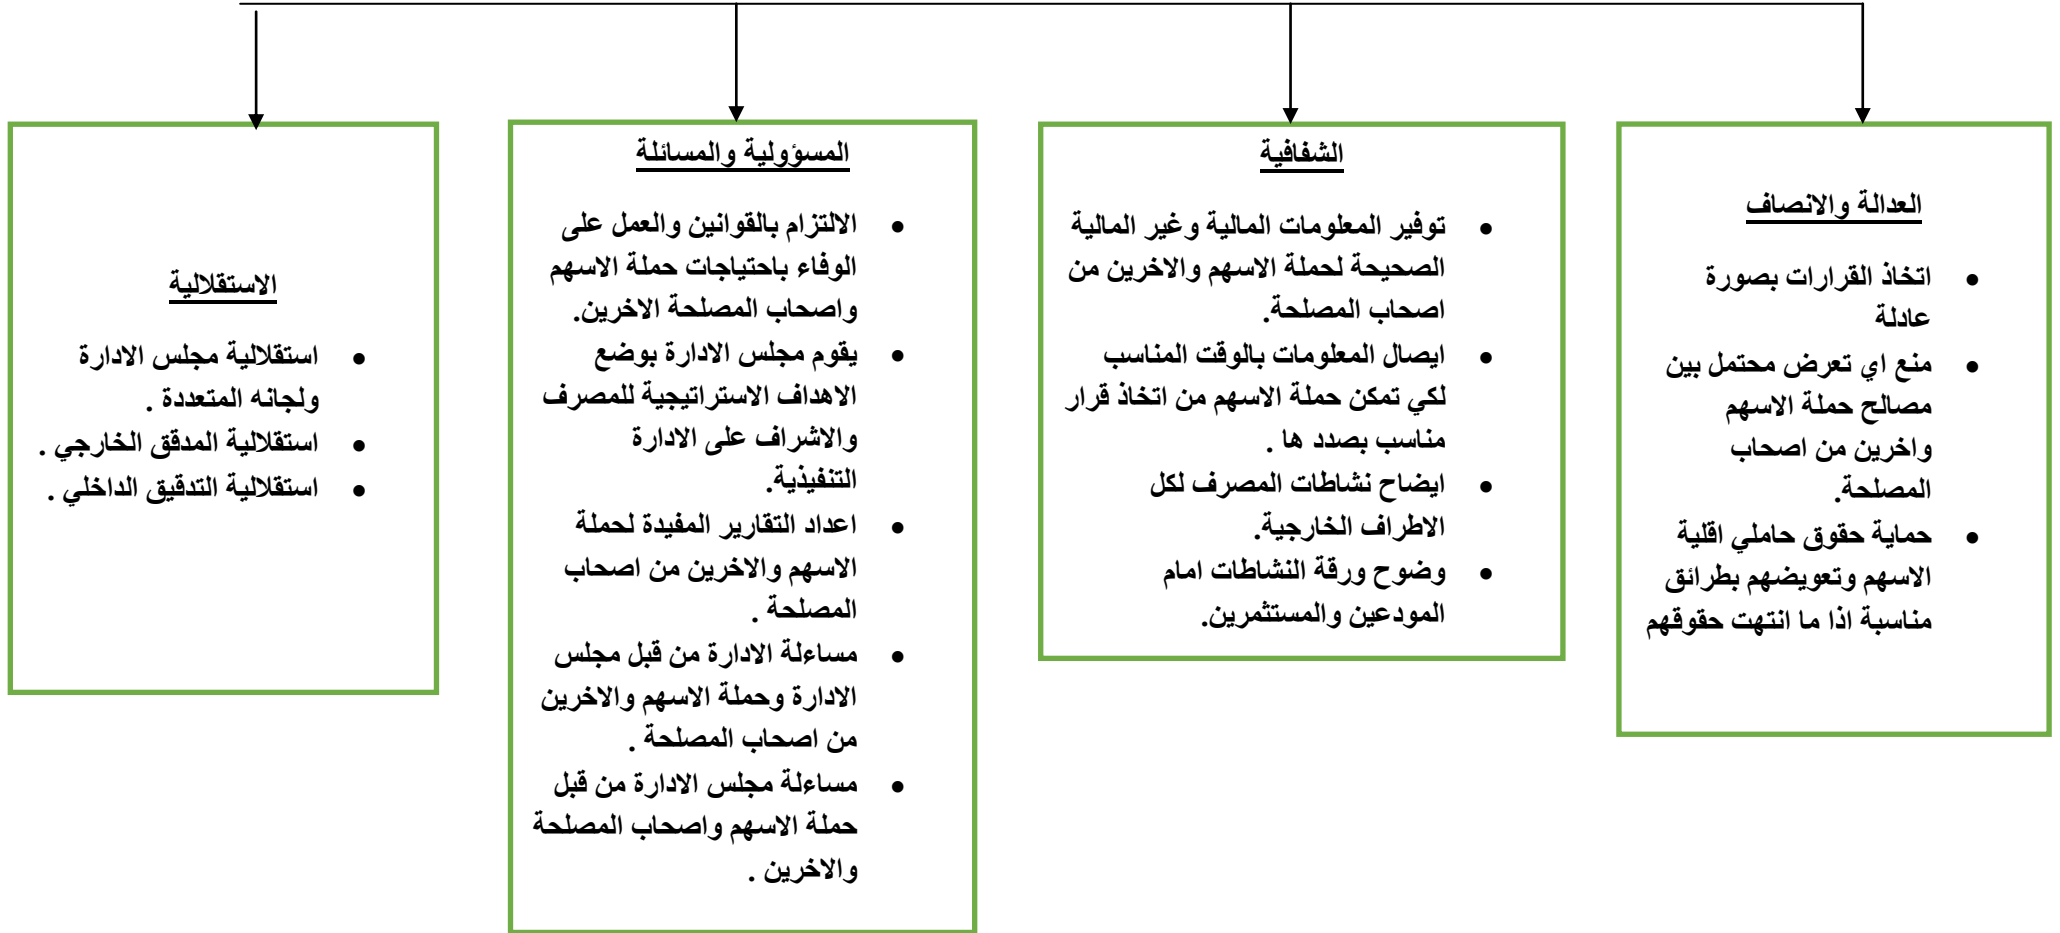 العدالة والانصاف
• اتخاذ القرارات بصورة
عادلة
• منع اي تعرض محتمل بين
مصالح حملة الاسهم
واخرين من اصحاب
المصلحة.
• حماية حقوق حاملي اقلية
الاسهم وتعويضهم بطرائق
مناسبة اذا ما انتهت حقوقهم
الشفافية
• توفير المعلومات المالية وغير المالية
الصحيحة لحملة الاسهم والاخرين من
اصحاب المصلحة.
• ايصال المعلومات بالوقت المناسب
لكي تمكن حملة الاسهم من اتخاذ قرار
مناسب بصدد ها .
• ايضاح نشاطات المصرف لكل
الاطراف الخارجية.
• وضوح ورقة النشاطات امام
المودعين والمستثمرين.
المسؤولية والمسائلة
• الالتزام بالقوانين والعمل على
الوفاء باحتياجات حملة الاسهم
واصحاب المصلحة الاخرين.
• يقوم مجلس الادارة بوضع
الاهداف الاستراتيجية للمصرف
والاشراف على الادارة
التنفيذية.
• اعداد التقارير المفيدة لحملة
الاسهم والاخرين من اصحاب
المصلحة .
• مساءلة الادارة من قبل مجلس
الادارة وحملة الاسهم والاخرين
من اصحاب المصلحة .
• مساءلة مجلس الادارة من قبل
حملة الاسهم واصحاب المصلحة
والاخرين .
الاستقلالية
• استقلالية مجلس الادارة
ولجانه المتعددة .
• استقلالية المدقق الخارجي .
• استقلالية التدقيق الداخلي .